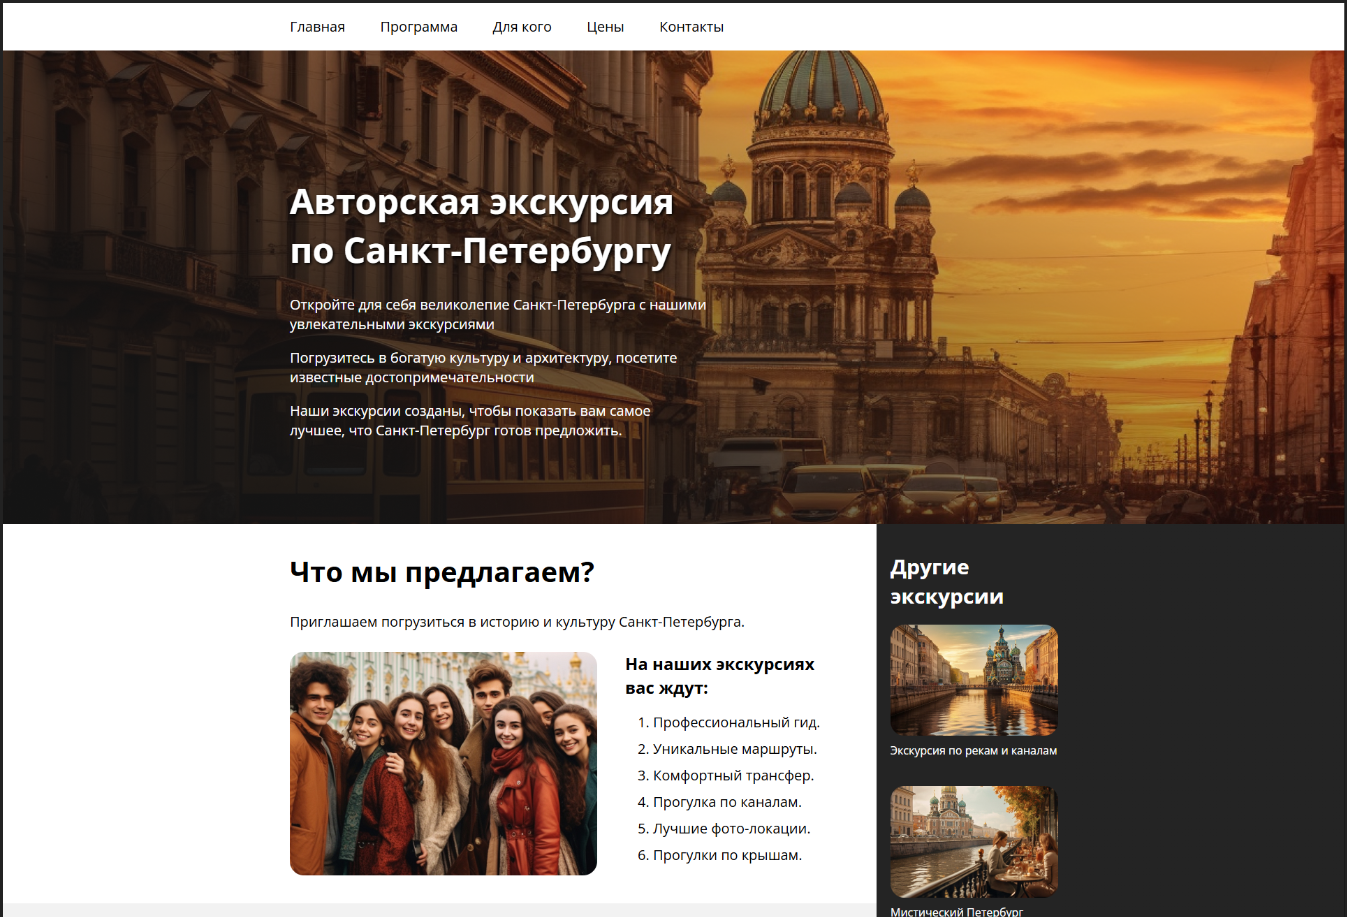 Главная Программа Для кого Цены Контакты
Авторская экскурсия
по Санкт-Петербургу
Откройте для себя великолепие Санкт-Петербурга с нашими
увлекательными экскурсиями
Погрузитесь в богатую культуру и архитектуру, посетите
известные достопримечательности
Наши экскурсии созданы, чтобы показать вам самое
лучшее, что Санкт-Петербург готов предложить.
Что мы предлагаем?
Приглашаем погрузиться в историю и культуру Санкт-Петербурга.
На наших экскурсиях
вас ждут:
1. Профессиональный гид.
2. Уникальные маршруты.
3. Комфортный трансфер.
4. Прогулка по каналам.
5. Лучшие фото-локации.
6. Прогулки по крышам.
Другие
экскурсии
Экскурсия по рекам и каналам
Мистический Петербург